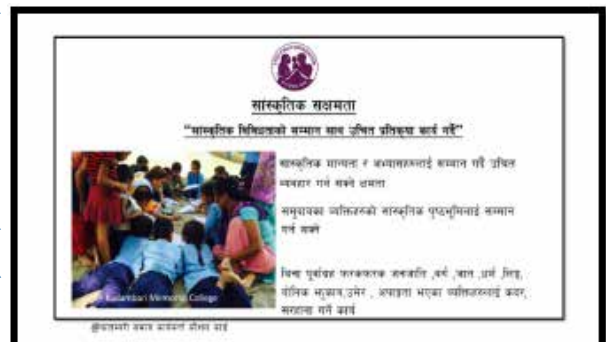 सांस्कृतिक सक्षमता
“सांस्कृतिक विविधताको सम्मान साथ उचित प्रतिकृया कार्य गर्ने”
सांस्कृतिक मान्यता र अभ्यासहरुलाई सम्मान गर्दै उचित
व्यवहार गर्न सक्ने क्षमता
समुदायका व्यक्तिहरुको सांस्कृतिक पृष्ठभूमिलाई सम्मान
गर्न सक्ने
बिना पूर्वाग्रह फरकफरक जनजाति ,वर्ग ,जात ,धर्म ,लिङ्ग,
यौनिक झुकाव,उमेर , अपाङ्गता भएका व्यक्तिहरुलाई कदर,
सराहना गर्ने कार्य
Kadambari Memorial College